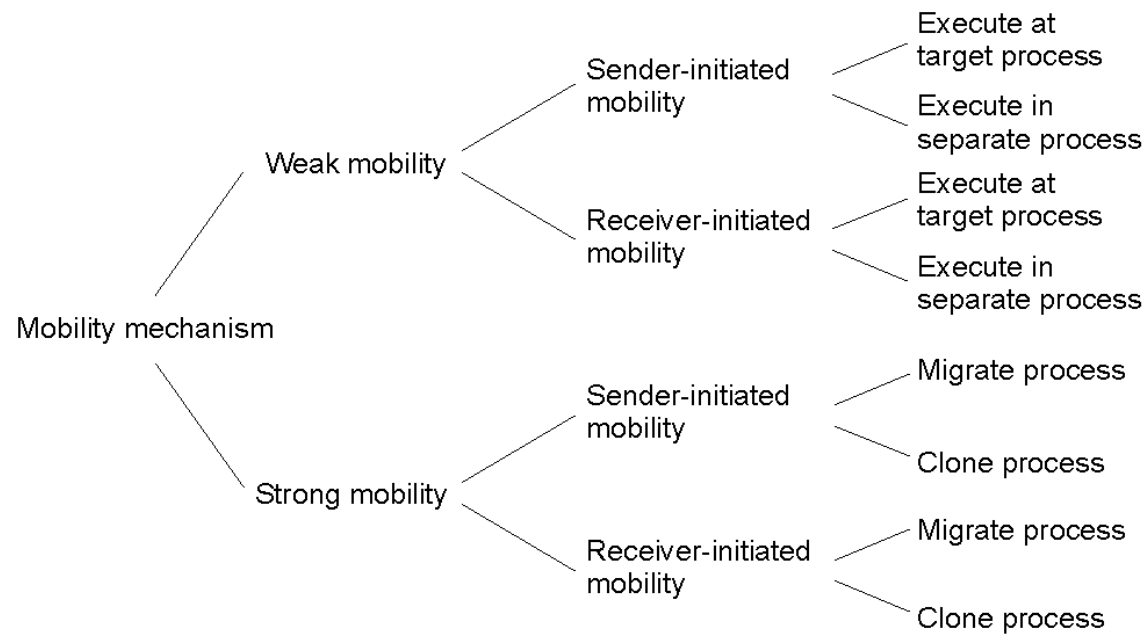 Execute at
target process
Sender-initiated
mobility
Execute in
separate process
Weak mobility
Execute at
target process
Receiver-initiated
mobility
Execute in
separate process
Mobility mechanism
Migrate process
Sender-initiated
mobility
Clone process
Strong mobility
Migrate process
Receiver-initiated
mobility
Clone process